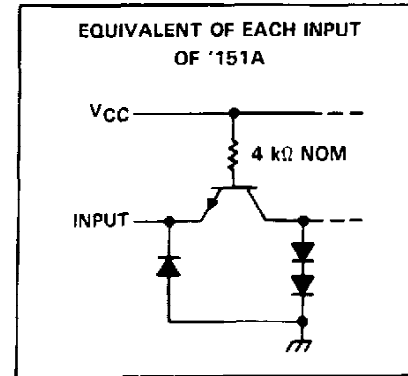 EQUIVALENT OF EACH INPUT
OF '151A
VCC
4 kΩ NOM
INPUT